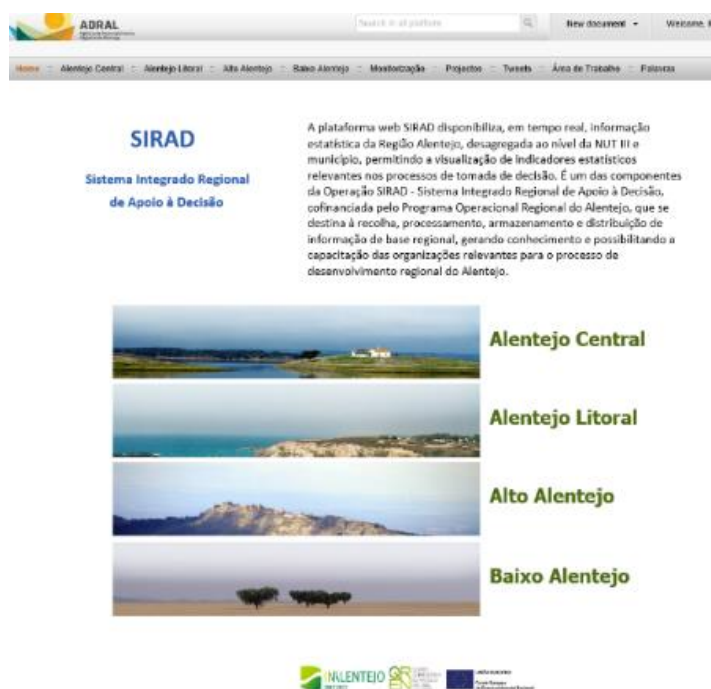 ADRAL
Search in all platform
New document
Welcome,
Home :: Alentejo Central :: Alentejo Litoral :: Alto Alentejo :: Baixo Alentejo :: Monitorização :: Projectos :: Tweets :: Área de Trabalho :: Palavras
SIRAD
Sistema Integrado Regional
de Apoio à Decisão
A plataforma web SIRAD disponibiliza, em tempo real, informação
estatística da Região Alentejo, desagregada ao nível da NUT III e
município, permitindo a visualização de indicadores estatísticos
relevantes nos processos de tomada de decisão. É um das componentes
da Operação SIRAD - Sistema Integrado Regional de Apoio à Decisão,
cofinanciada pelo Programa Operacional Regional do Alentejo, que se
destina à recolha, processamento, armazenamento e distribuição de
informação de base regional, gerando conhecimento e possibilitando a
capacitação das organizações relevantes para o processo de
desenvolvimento regional do Alentejo.
Alentejo Central
Alentejo Litoral
Alto Alentejo
Baixo Alentejo
INALENTEJO